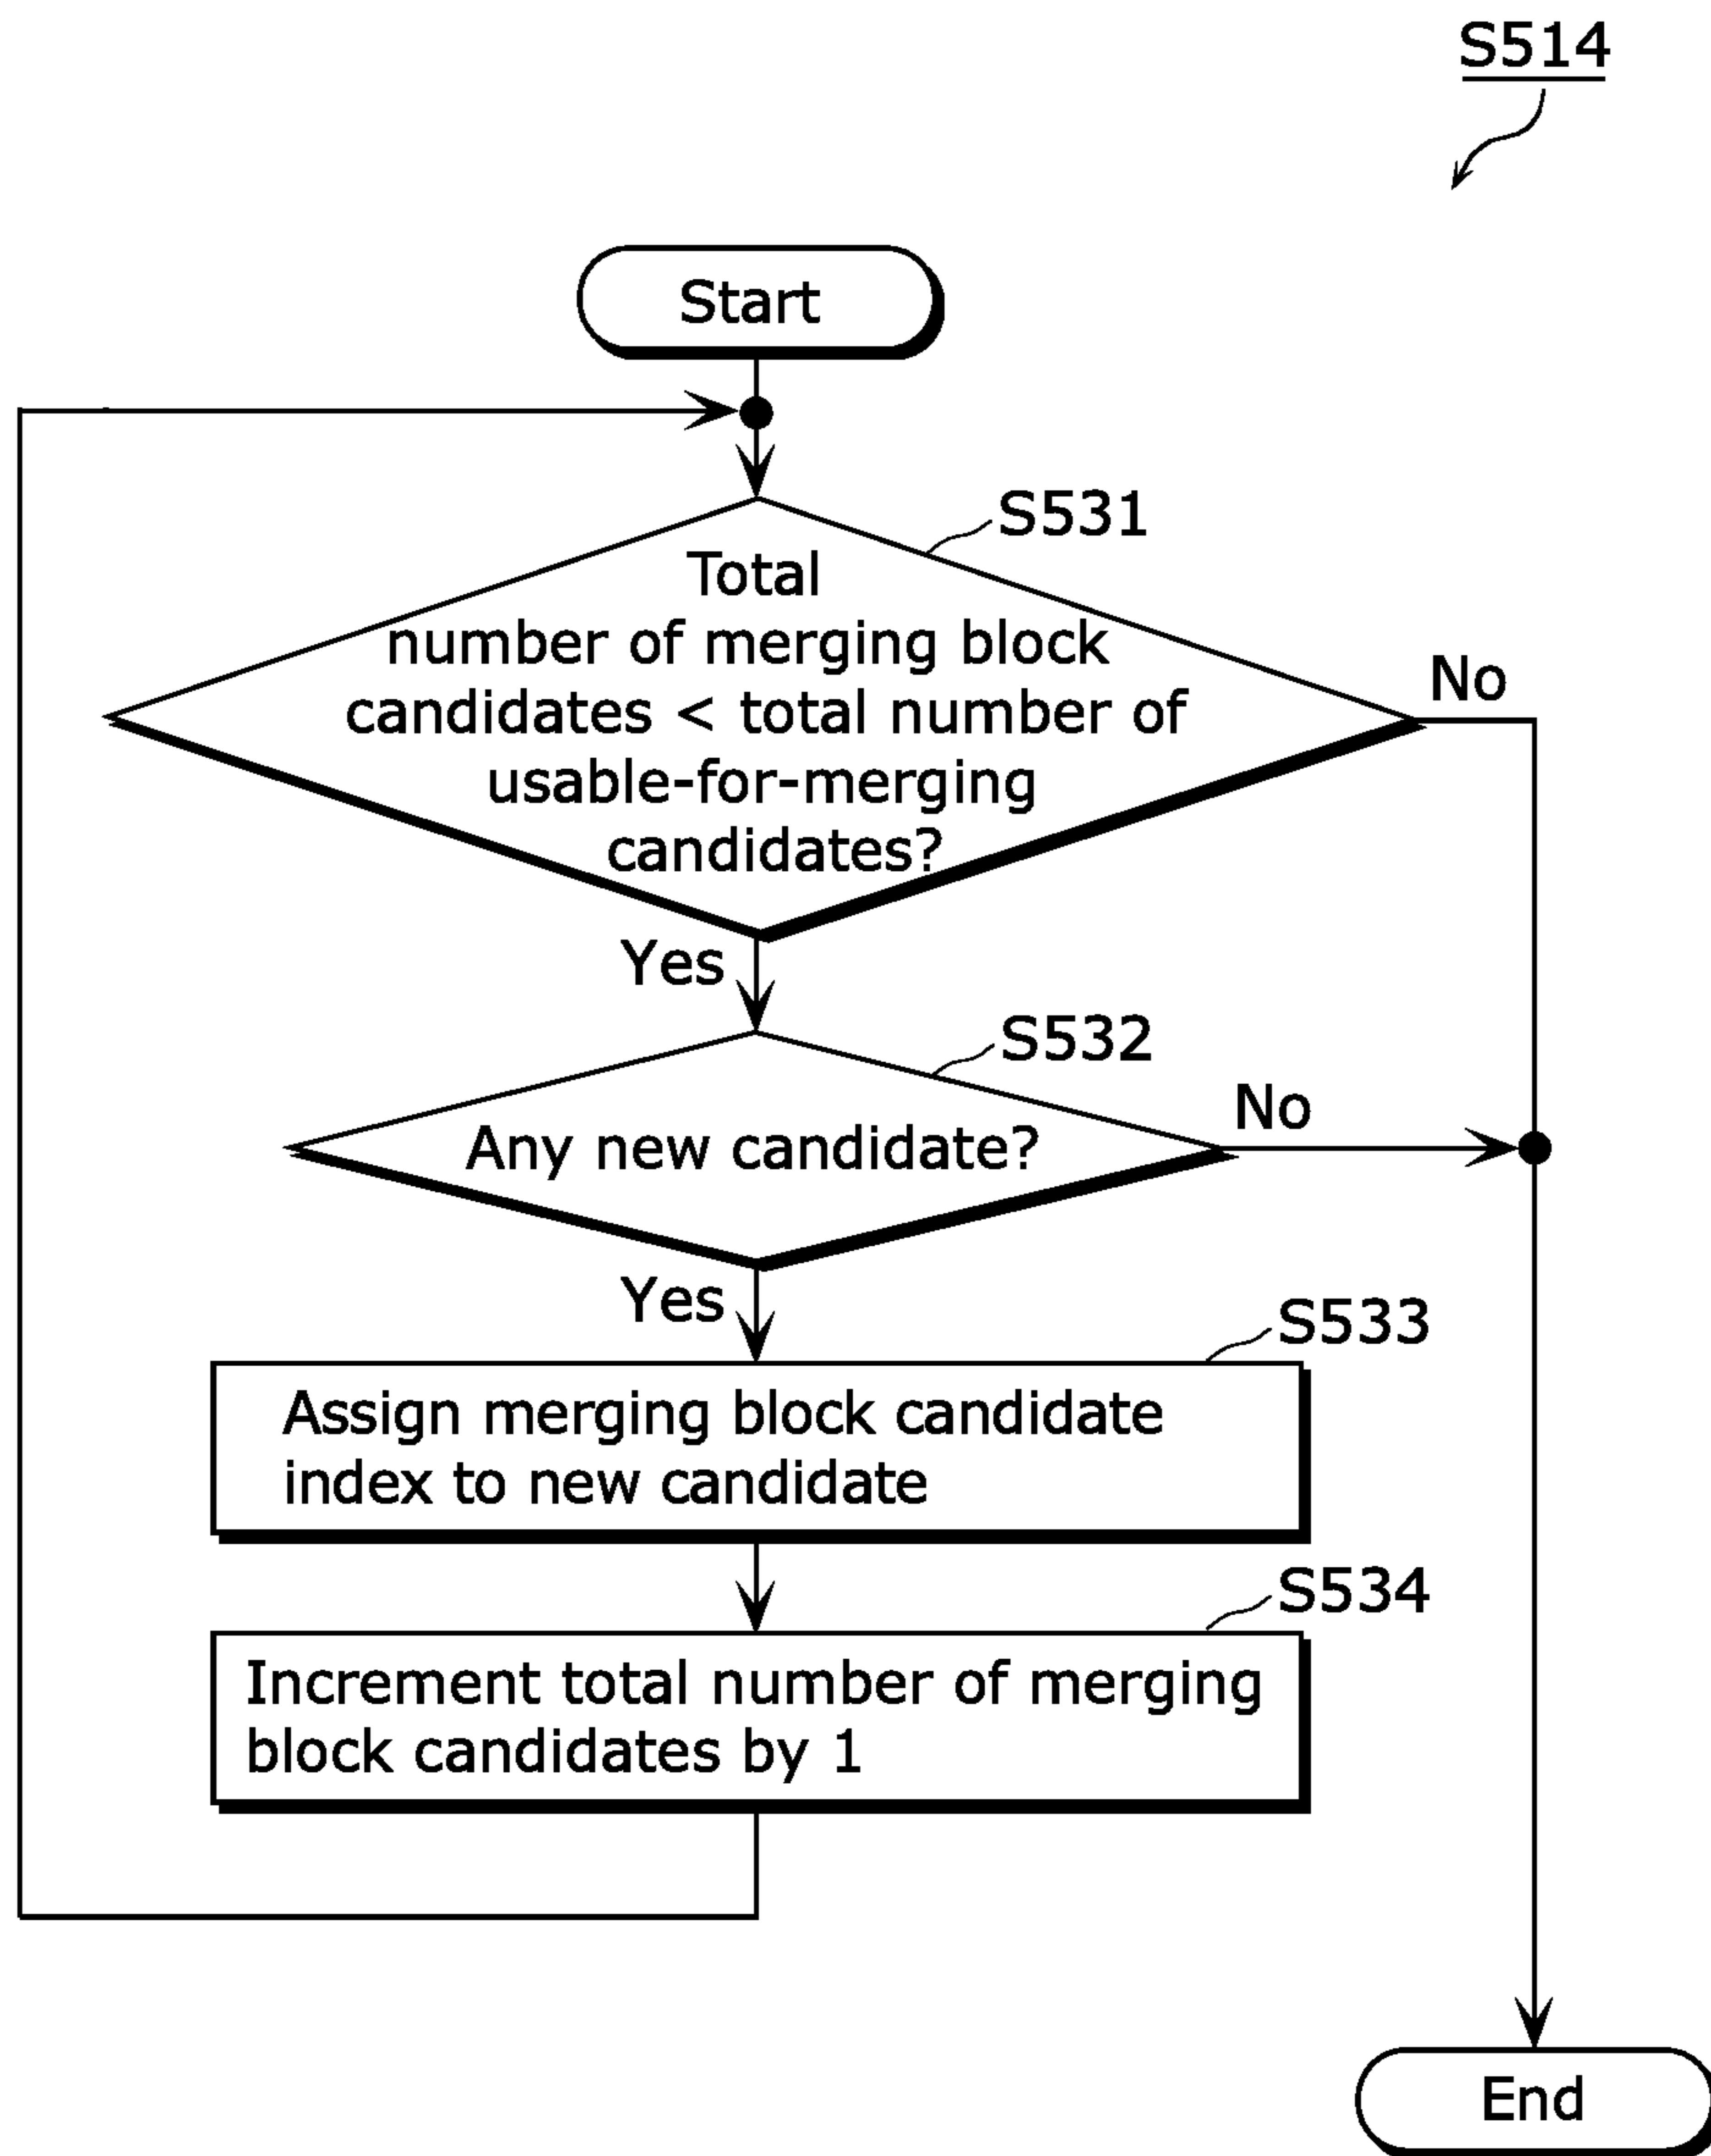 S514
Start
S531
Total
number of merging block
candidates < total number of
usable-for-merging
candidates?
No
Yes
S532
Any new candidate?
No
Yes
S533
Assign merging block candidate
index to new candidate
S534
Increment total number of merging
block candidates by 1
End